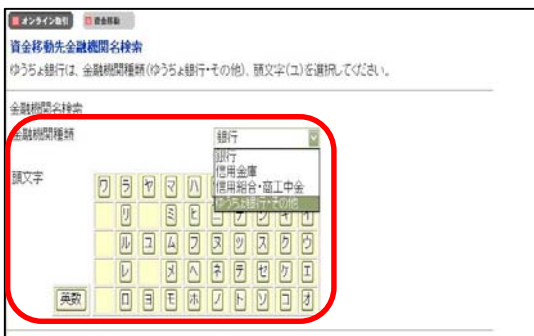 オンライン取引 資金移動
資金移動先金融機関名検索
ゆうちょ銀行は、金融機関種類(ゆうちょ銀行・その他)、頭文字(ユ)を選択してください。
金融機関名検索
金融機関種類 銀行
銀行
信用金庫
信用組合・商工中金
ゆうちょ銀行・その他
頭文字
ワ ラ ヤ マ ハ
リ ミ ヒ
ル ユ ム フ ヌ ツ ス ク ウ
レ メ ヘ ネ テ セ ケ エ
英数 ロ ヨ モ ホ ノ ト ソ コ オ